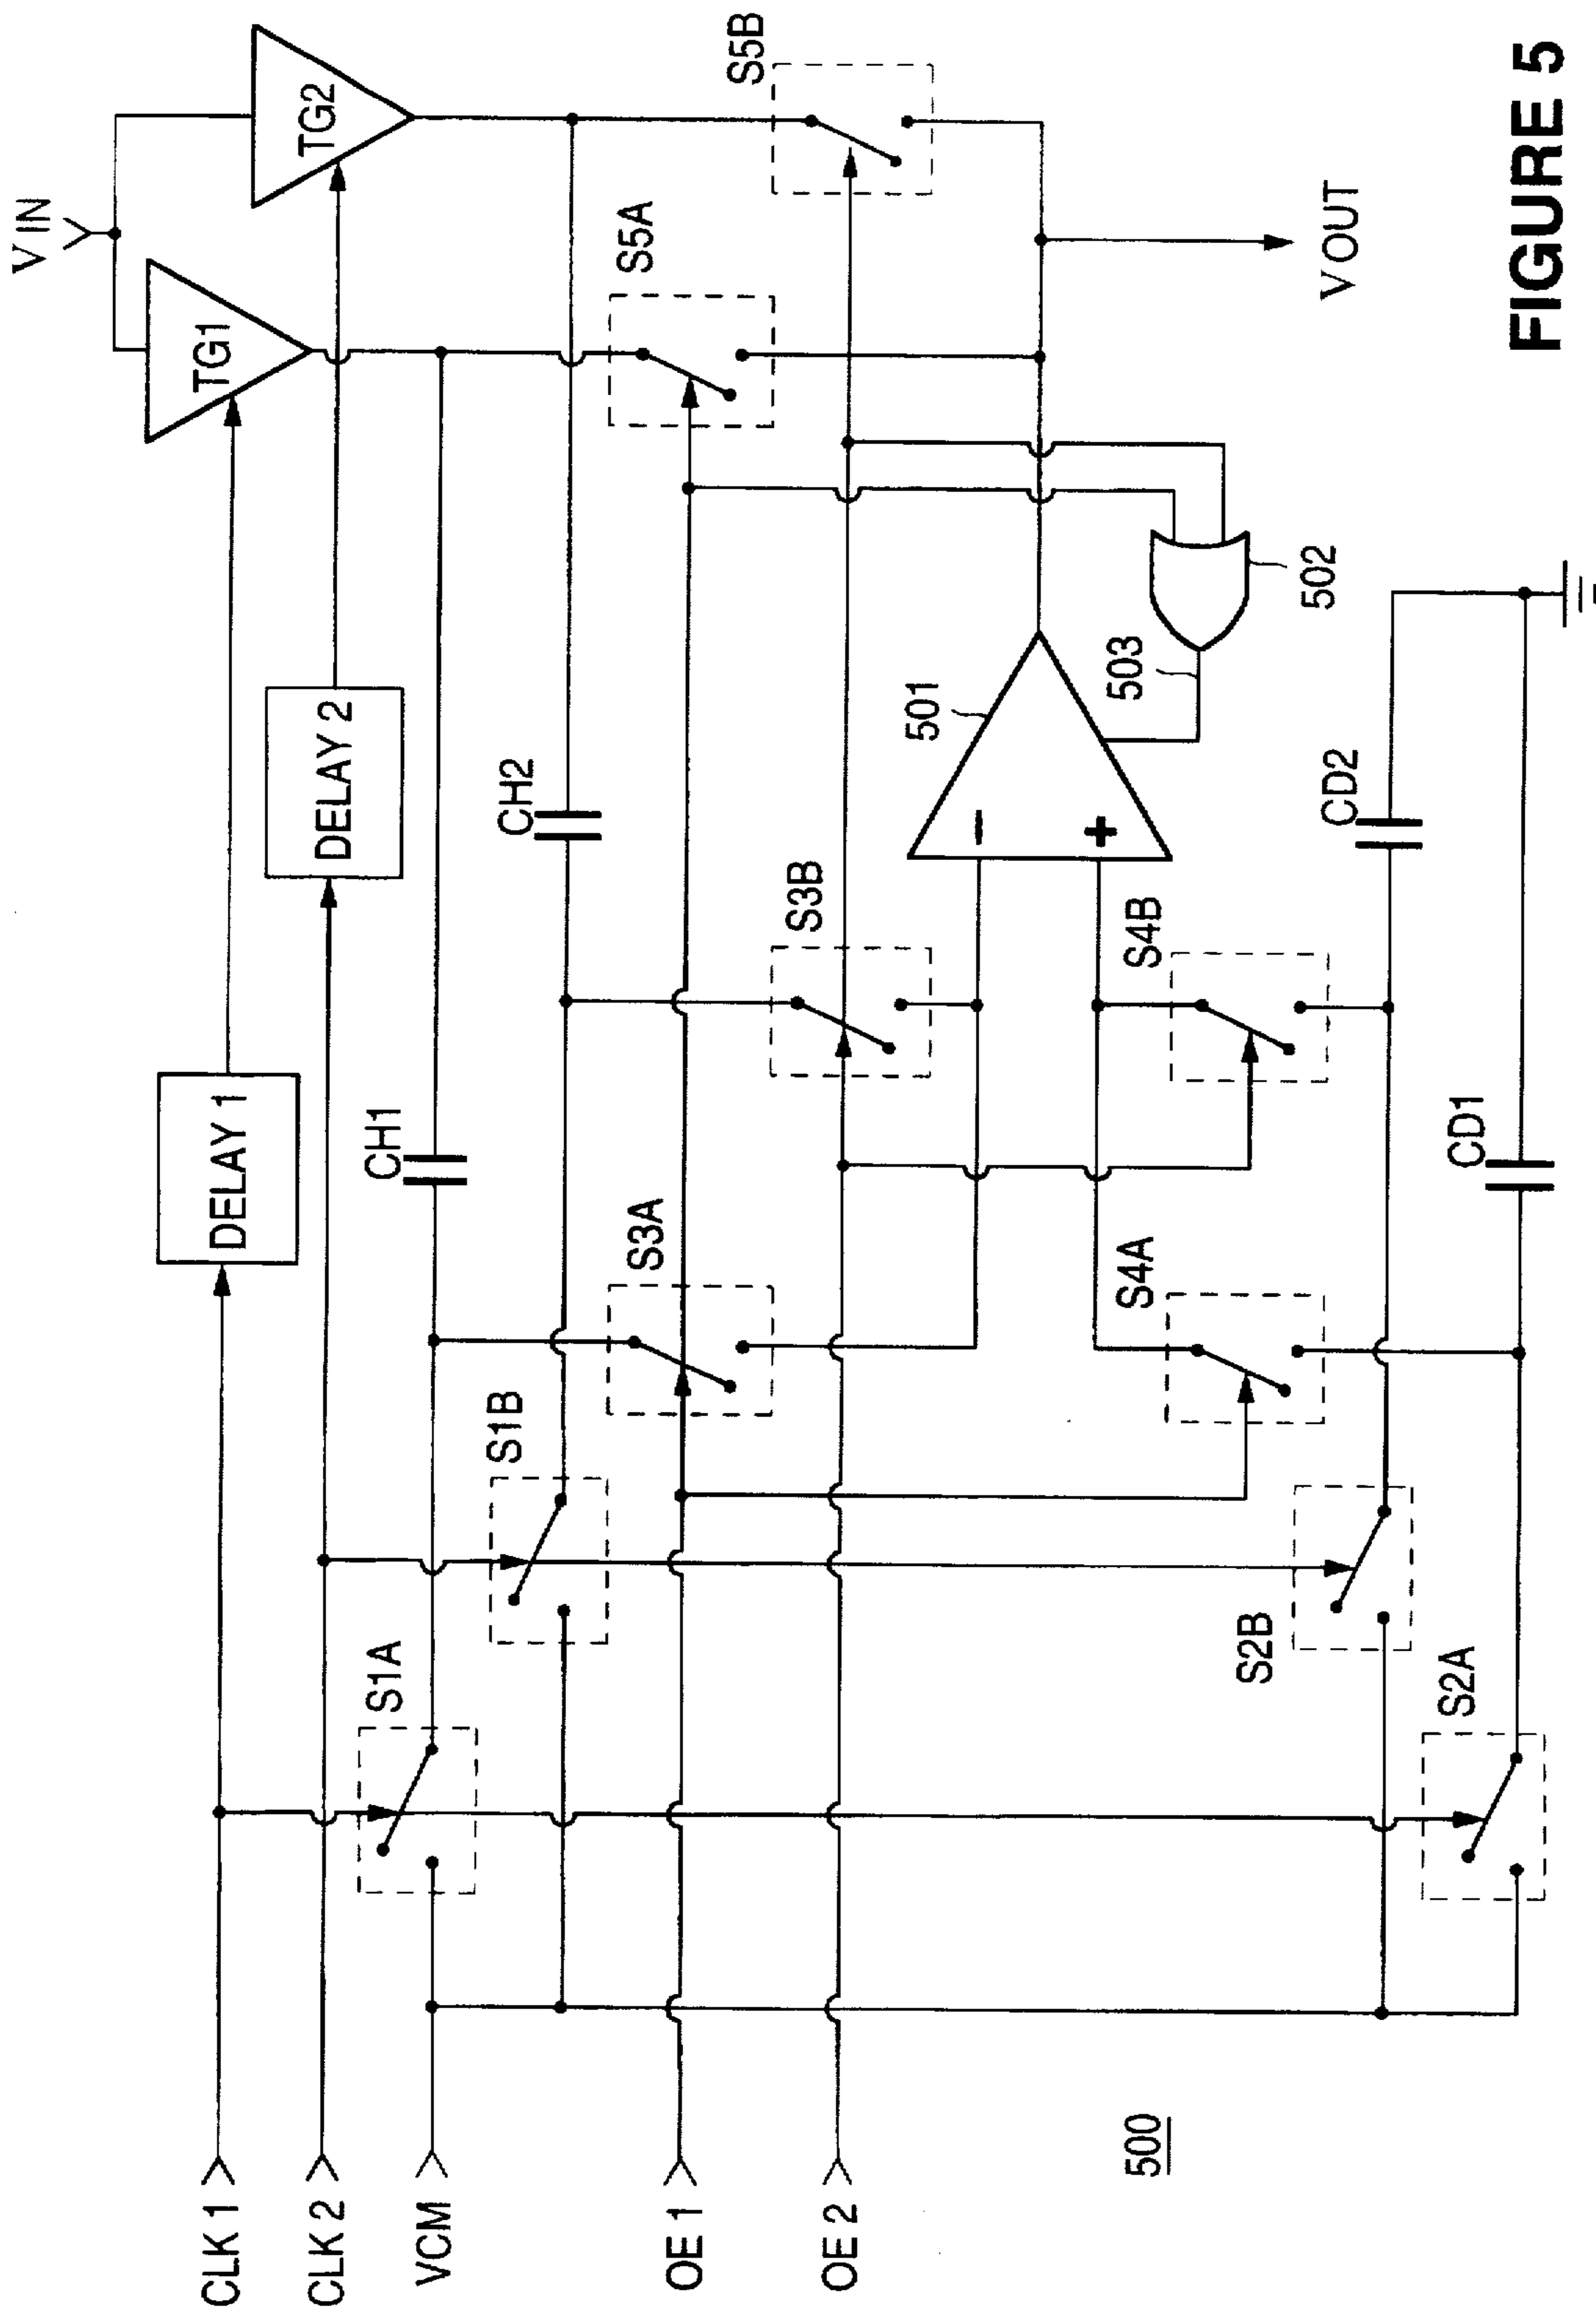 VIN
TG1
TG2
S5A
S5B
VOUT
DELAY 1
DELAY 2
CH1
CH2
S3A
S3B
501
503
502
S4A
S4B
CD1
CD2
S1A
S1B
S2A
S2B
CLK 1
CLK 2
VCM
OE 1
OE 2
500
FIGURE 5